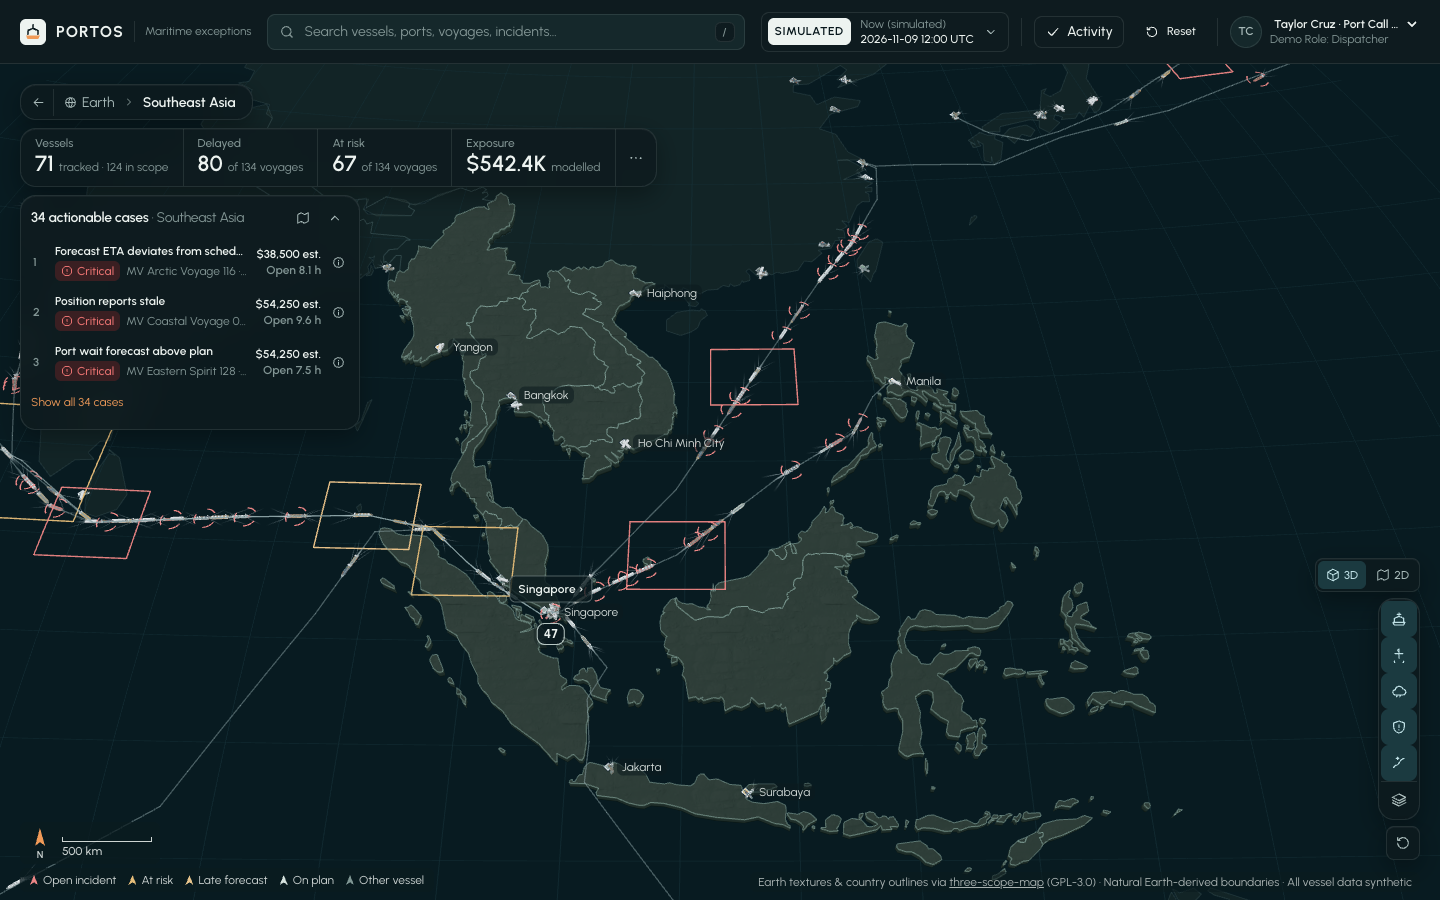 PORTOS
Maritime exceptions
Search vessels, ports, voyages, incidents...
/
SIMULATED
Now (simulated)
2026-11-09 12:00 UTC
Activity
Reset
TC
Taylor Cruz · Port Call ...
Demo Role: Dispatcher
Earth
Southeast Asia
Vessels
71 tracked · 124 in scope
Delayed
80 of 134 voyages
At risk
67 of 134 voyages
Exposure
$542.4K modelled
...
34 actionable cases · Southeast Asia
1
Forecast ETA deviates from sched...
$38,500 est.
Critical
MV Arctic Voyage 116 ·...
Open 8.1 h
2
Position reports stale
$54,250 est.
Critical
MV Coastal Voyage 0...
Open 9.6 h
3
Port wait forecast above plan
$54,250 est.
Critical
MV Eastern Spirit 128 ·...
Open 7.5 h
Show all 34 cases
Haiphong
Yangon
Bangkok
Manila
Ho Chi Minh City
Singapore ›
Singapore
47
Jakarta
Surabaya
3D
2D
N
500 km
Open incident
At risk
Late forecast
On plan
Other vessel
Earth textures & country outlines via three-scope-map (GPL-3.0) · Natural Earth-derived boundaries · All vessel data synthetic